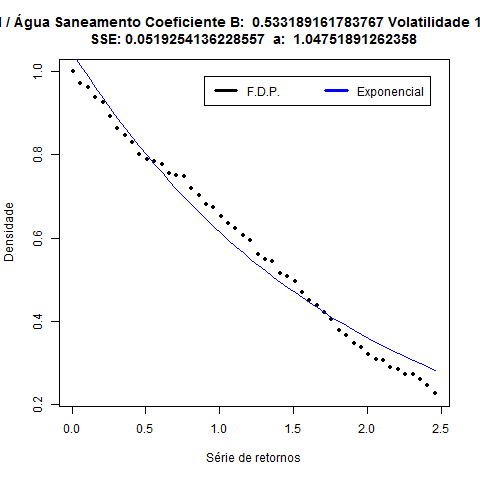 / Água Saneamento Coeficiente B: 0.533189161783767 Volatilidade 1
SSE: 0.0519254136228557 a: 1.04751891262358
F.D.P. Exponencial
Densidade
1.0
0.8
0.6
0.4
0.2
0.0 0.5 1.0 1.5 2.0 2.5
Série de retornos